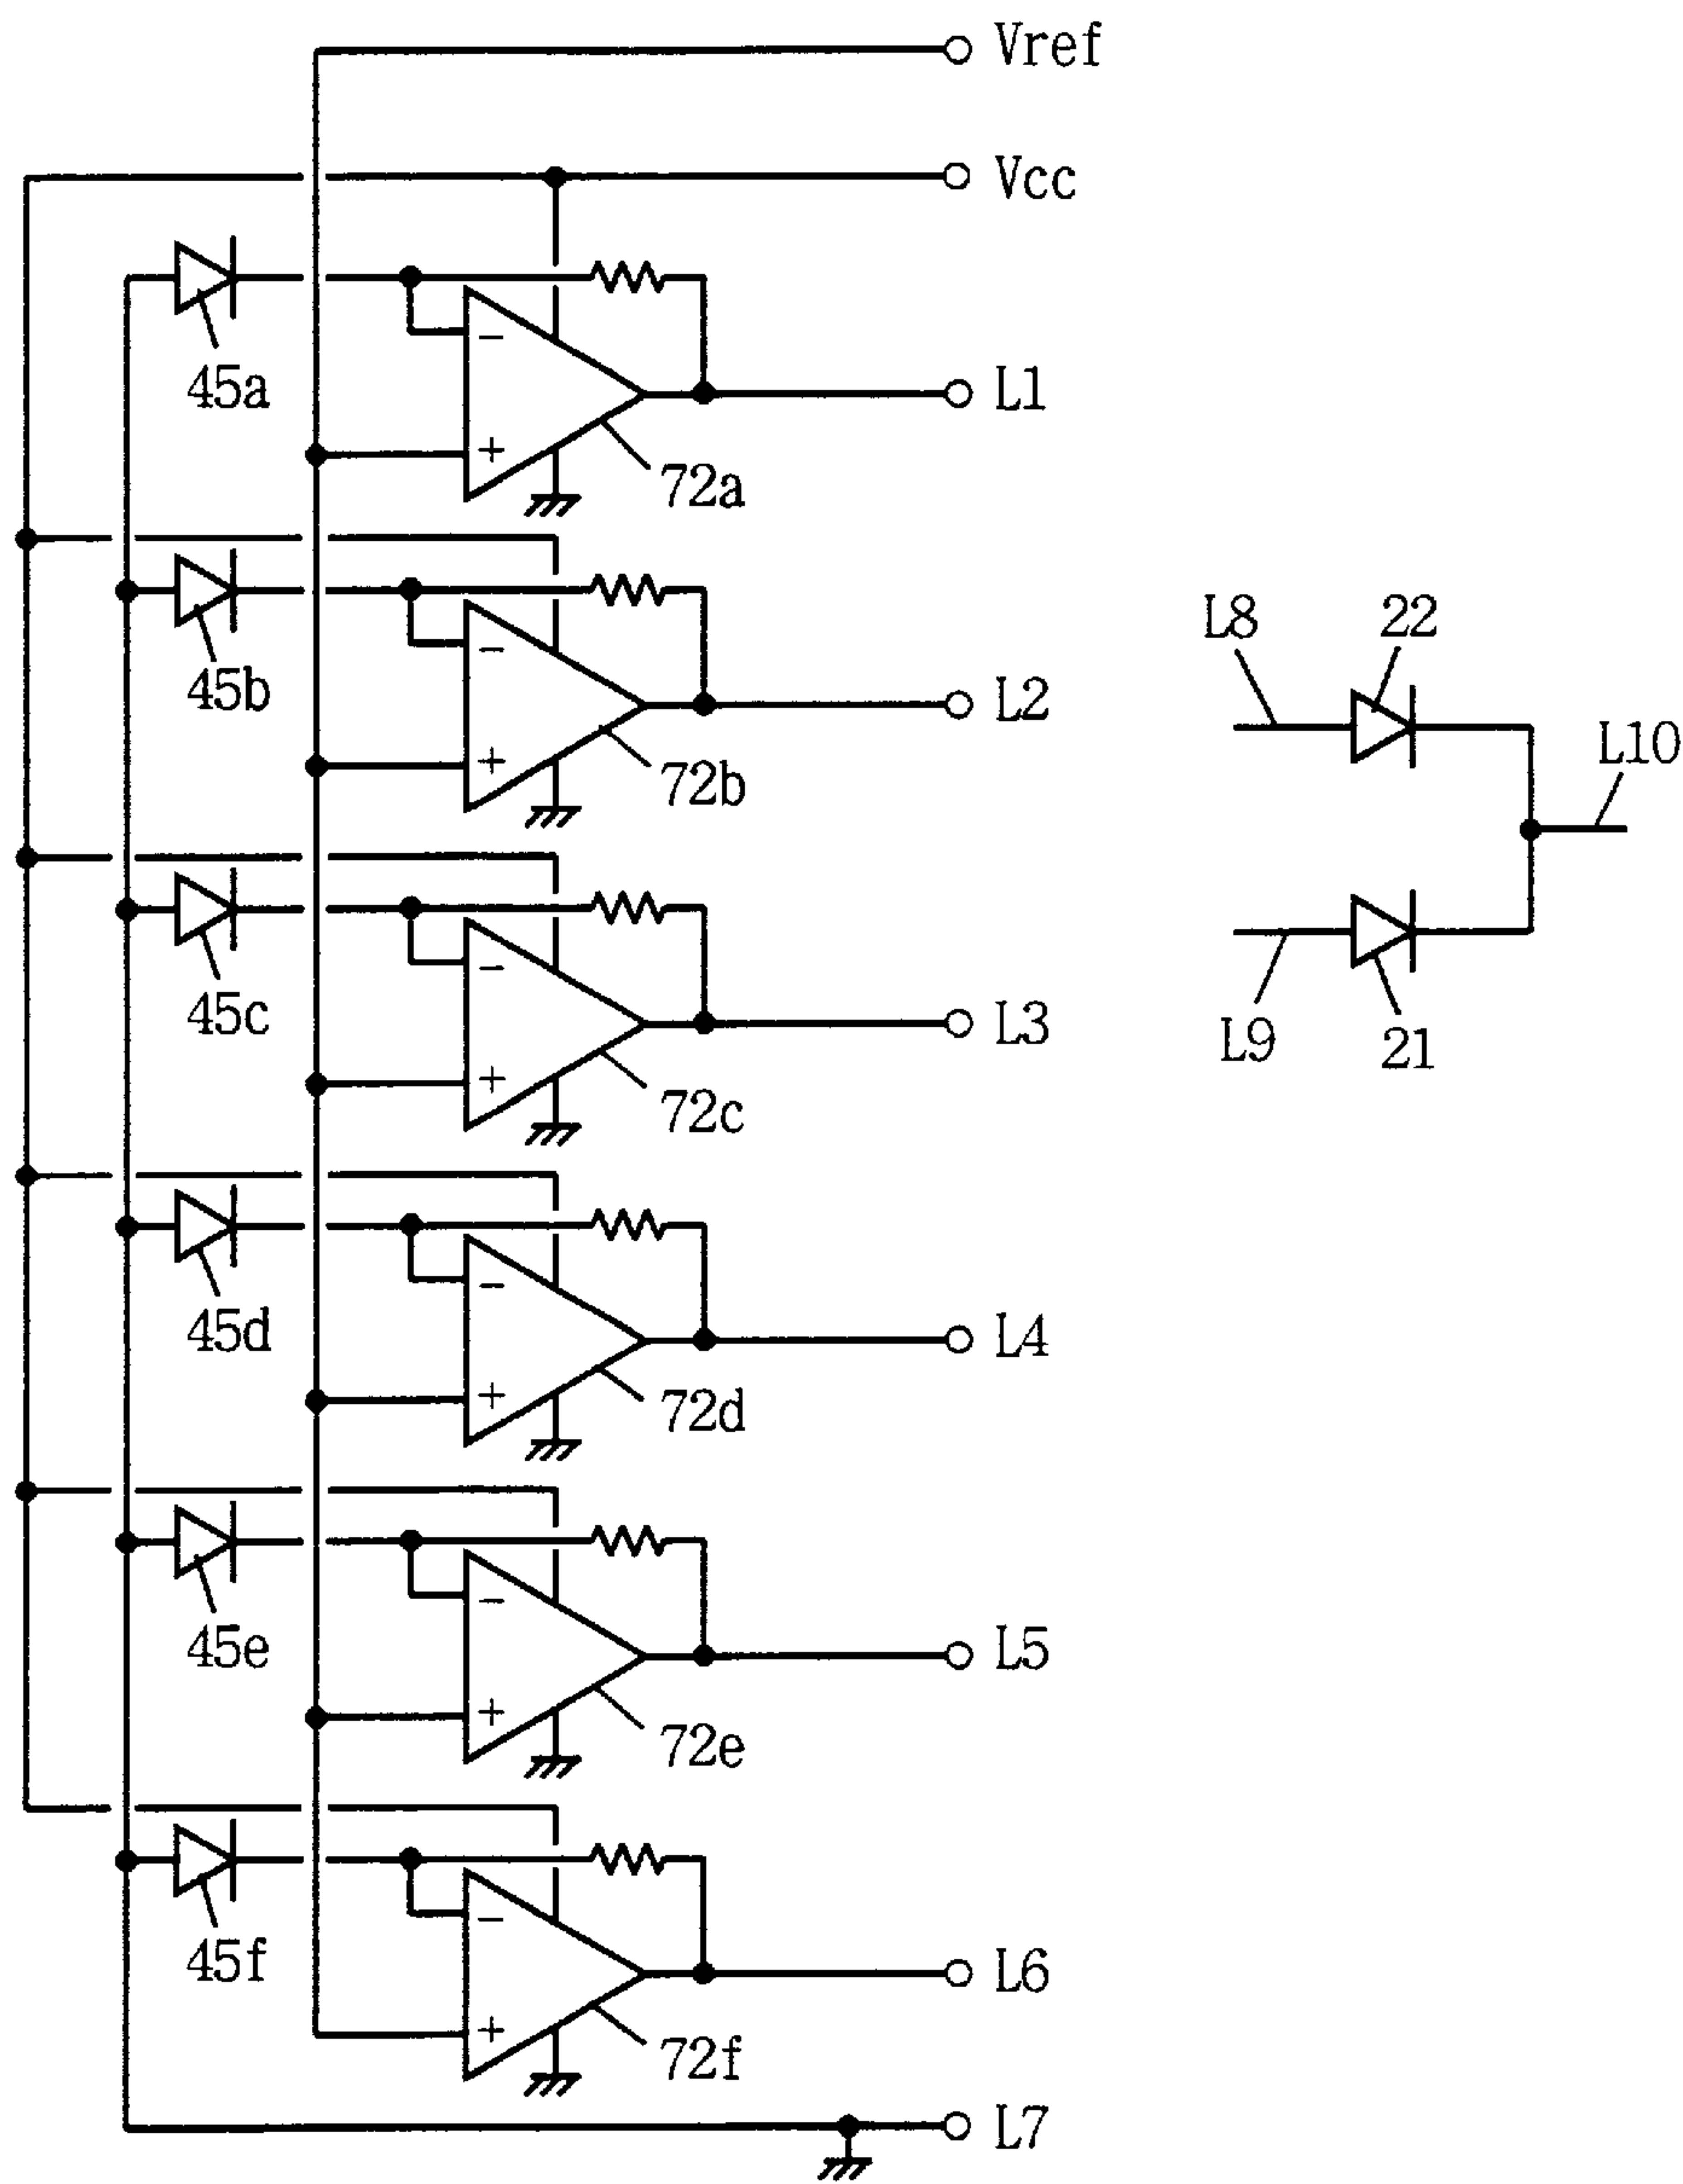 Vref
Vcc
−
45a
L1
+
72a
−
45b
L2
+
72b
−
45c
L3
+
72c
−
45d
L4
+
72d
−
45e
L5
+
72e
−
45f
L6
+
72f
L7
L8
22
L10
L9
21